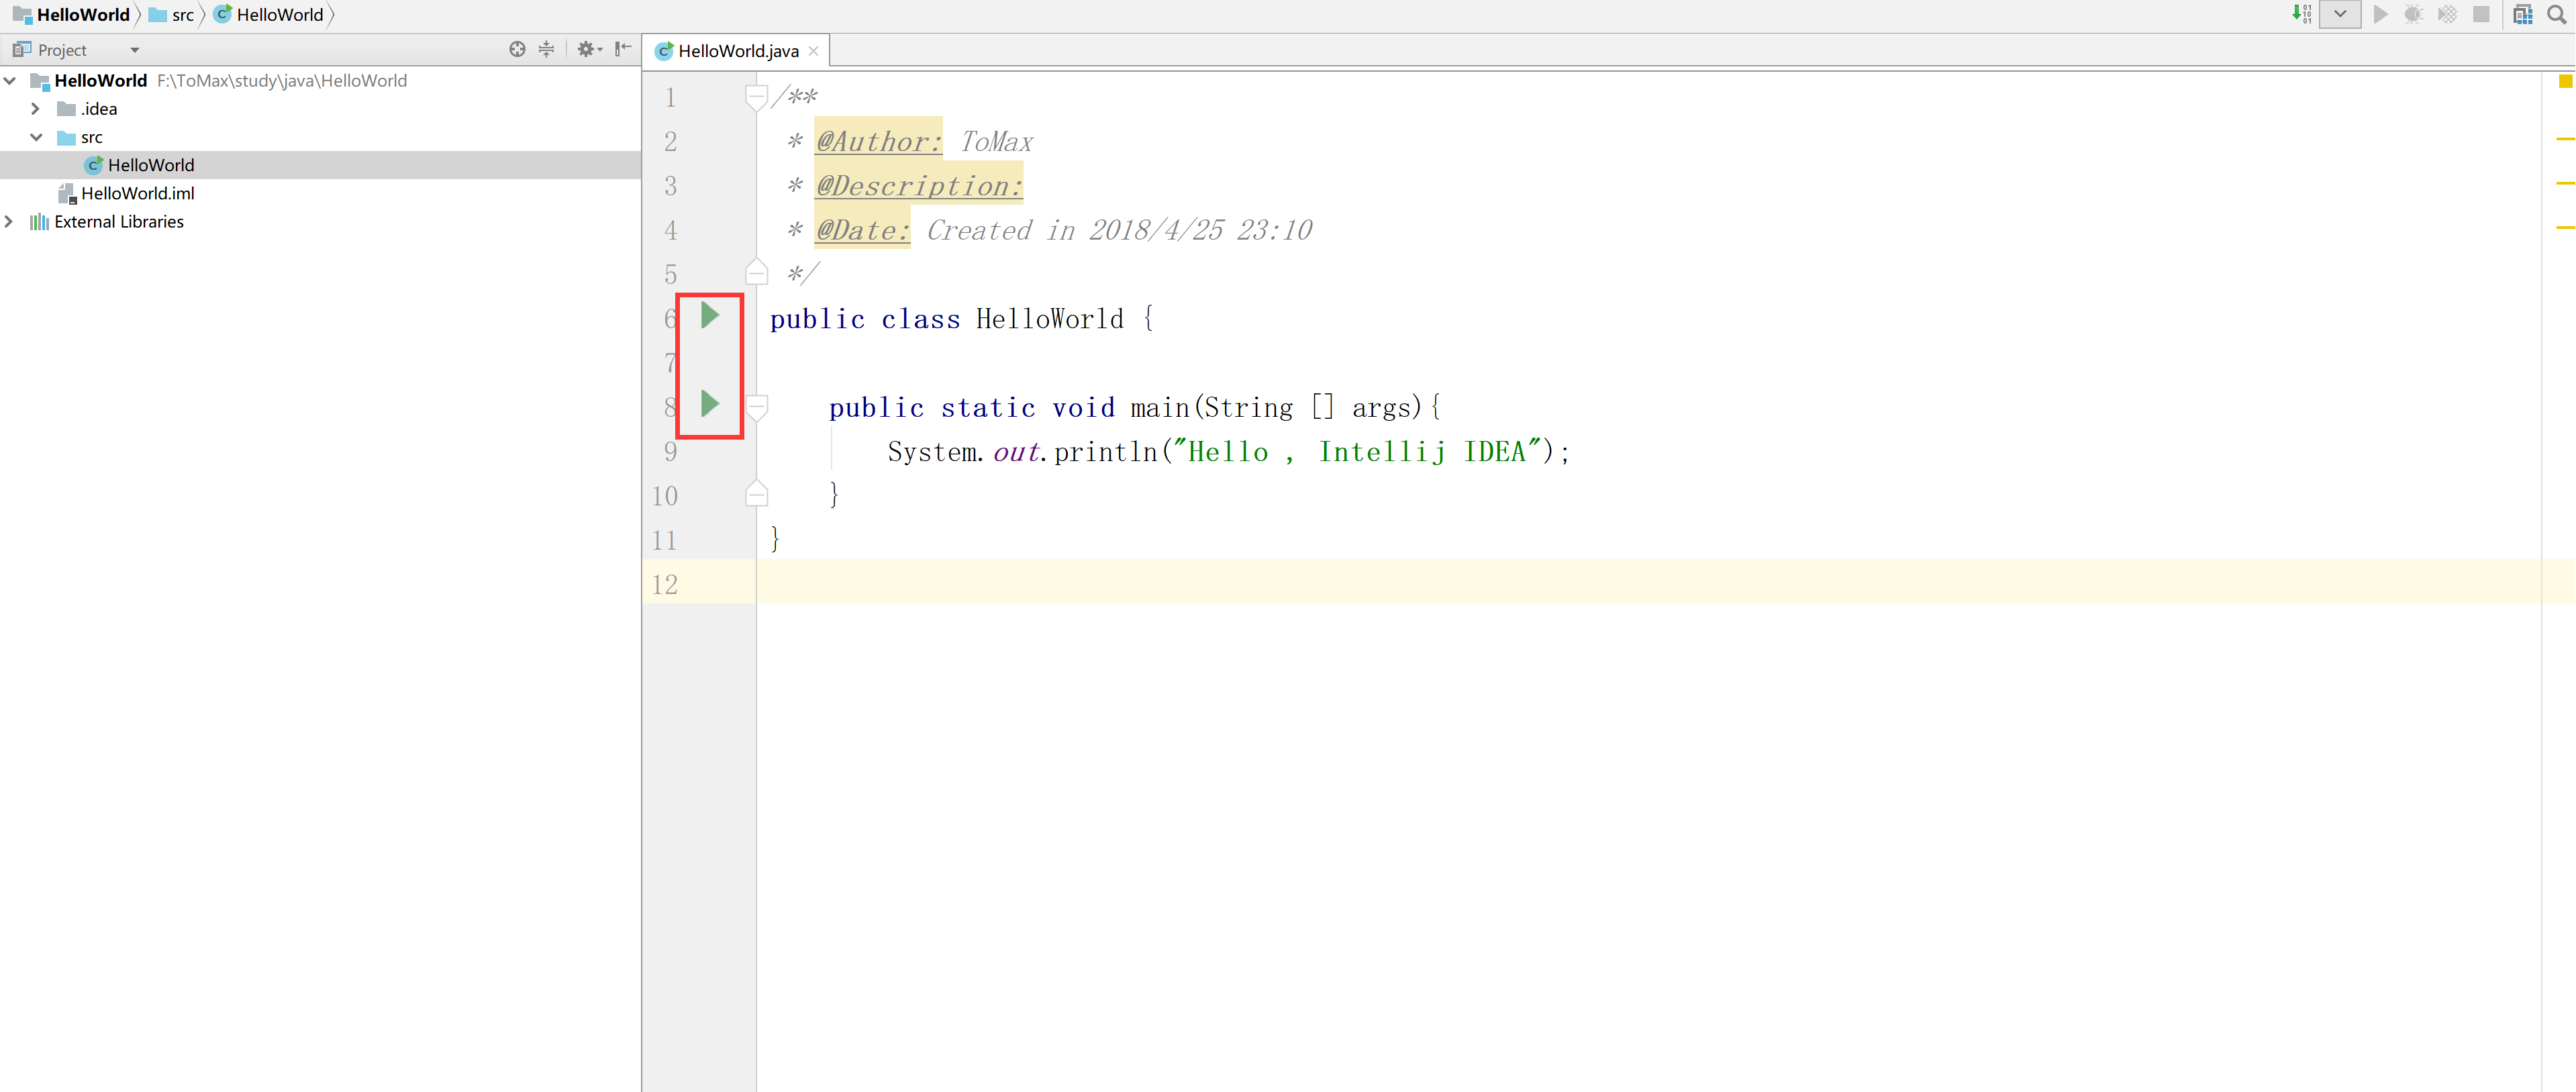 HelloWorld src HelloWorld
Project
HelloWorld.java
HelloWorld F:\ToMax\study\java\HelloWorld
.idea
src
HelloWorld
HelloWorld.iml
External Libraries
1 /**
2 * @Author: ToMax
3 * @Description:
4 * @Date: Created in 2018/4/25 23:10
5 */
6 public class HelloWorld {
7
8 public static void main(String [] args){
9 System.out.println("Hello , Intellij IDEA");
10 }
11 }
12